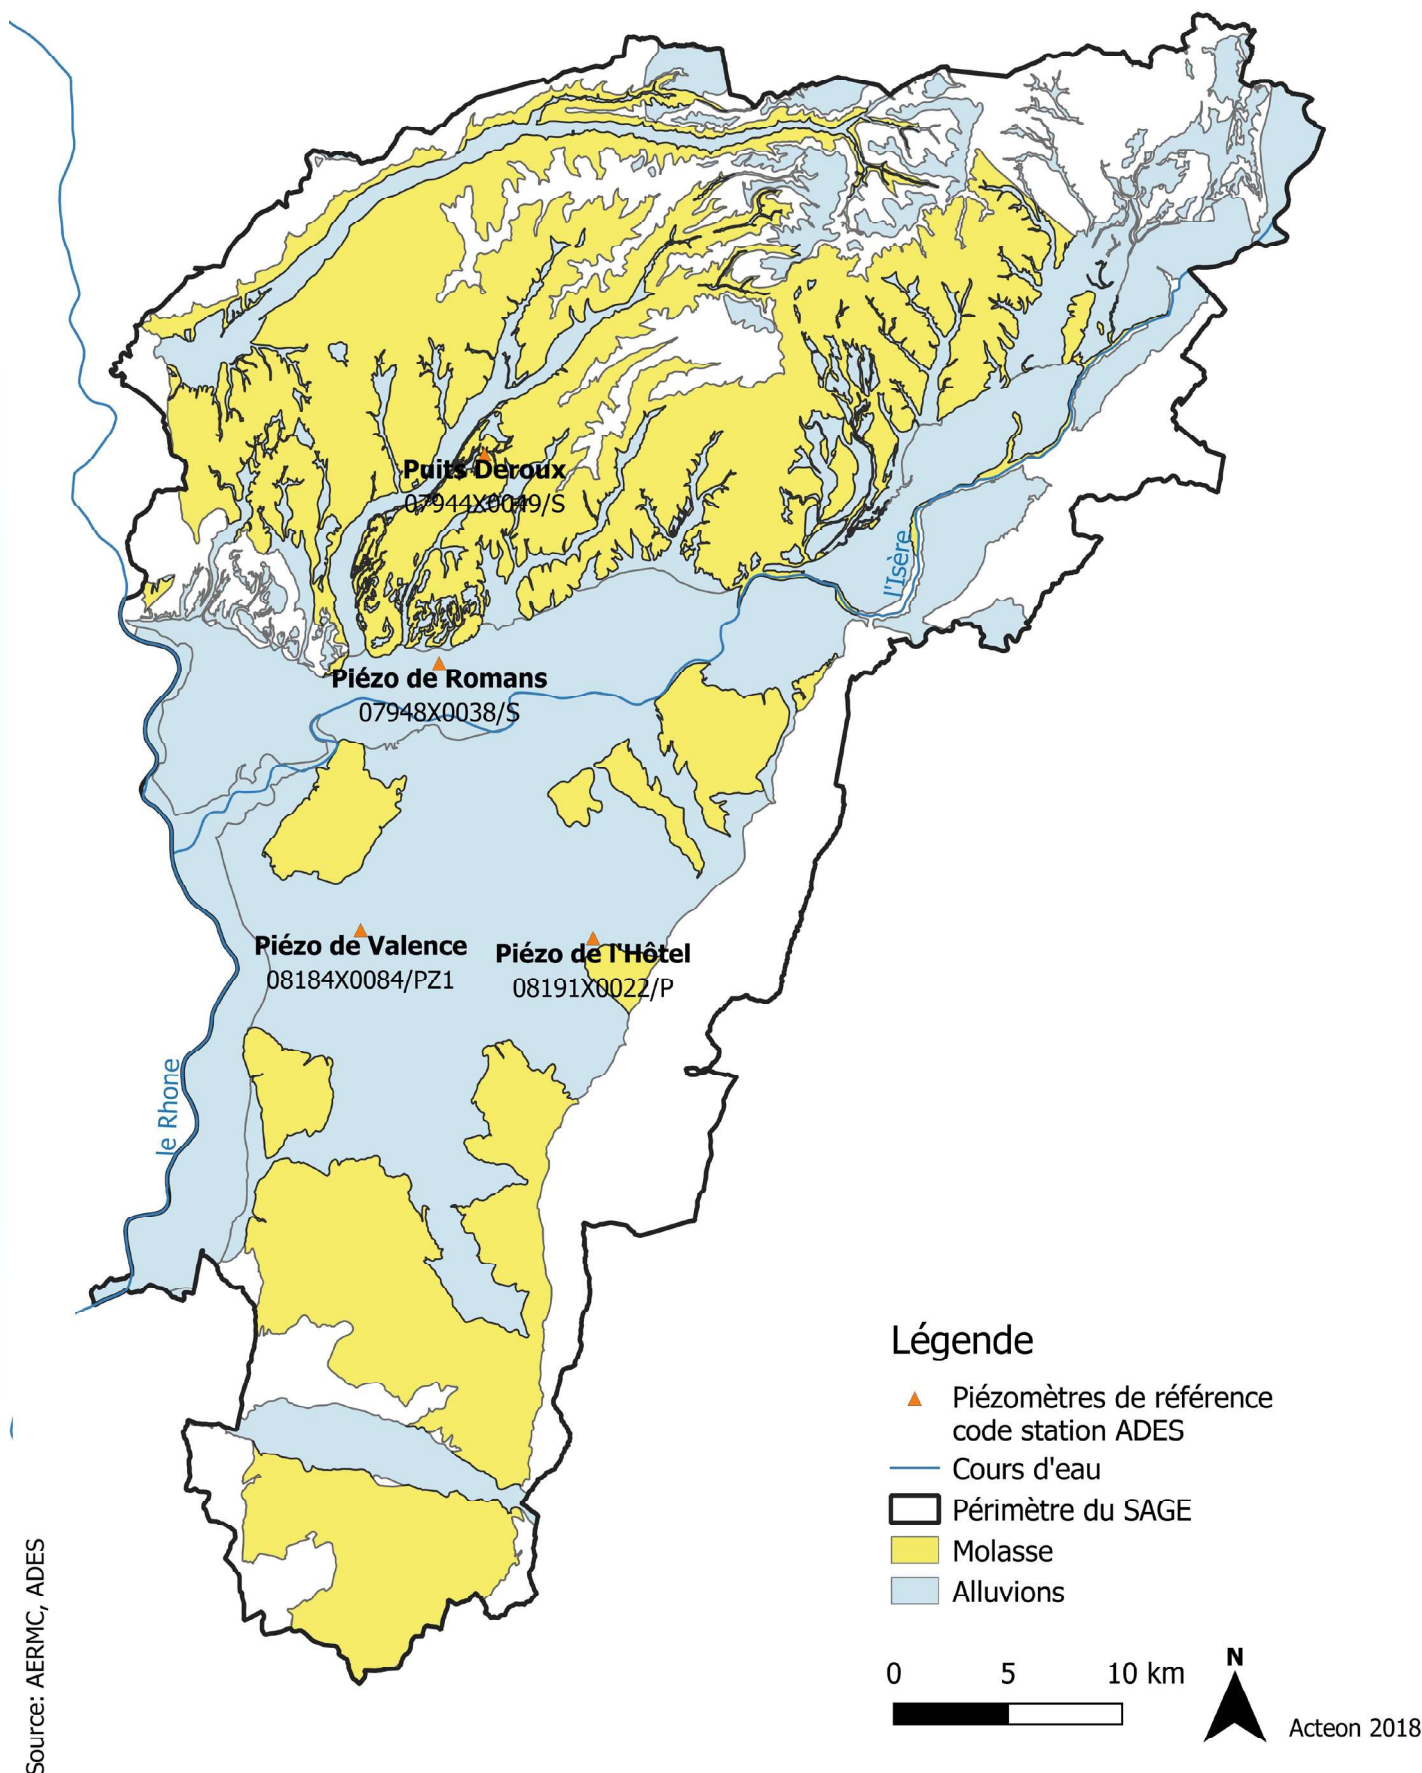 Puits Deroux
07944X0049/S
l'Isère
Piézo de Romans
07948X0038/S
Piézo de Valence
08184X0084/PZ1
Piézo de l'Hôtel
08191X0022/P
le Rhone
Légende
Piézomètres de référence
code station ADES
Cours d'eau
Périmètre du SAGE
Molasse
Alluvions
0 5 10 km
N
Acteon 2018
Source: AERMC, ADES